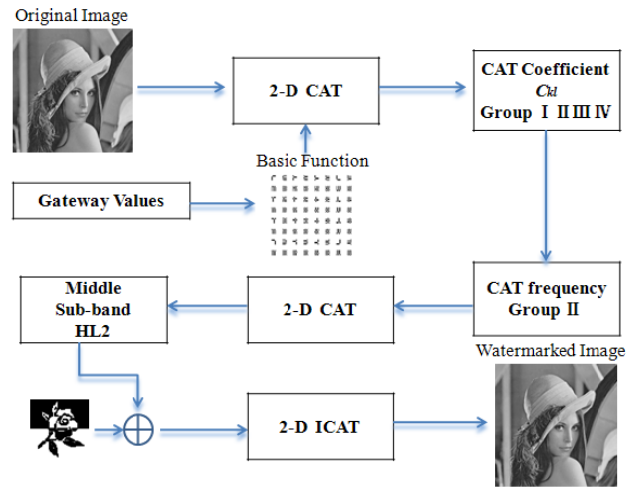 Original Image
2-D CAT
CAT Coefficient
Ckl
Group I II III IV
Basic Function
Gateway Values
Middle
Sub-band
HL2
2-D CAT
CAT frequency
Group II
Watermarked Image
2-D ICAT